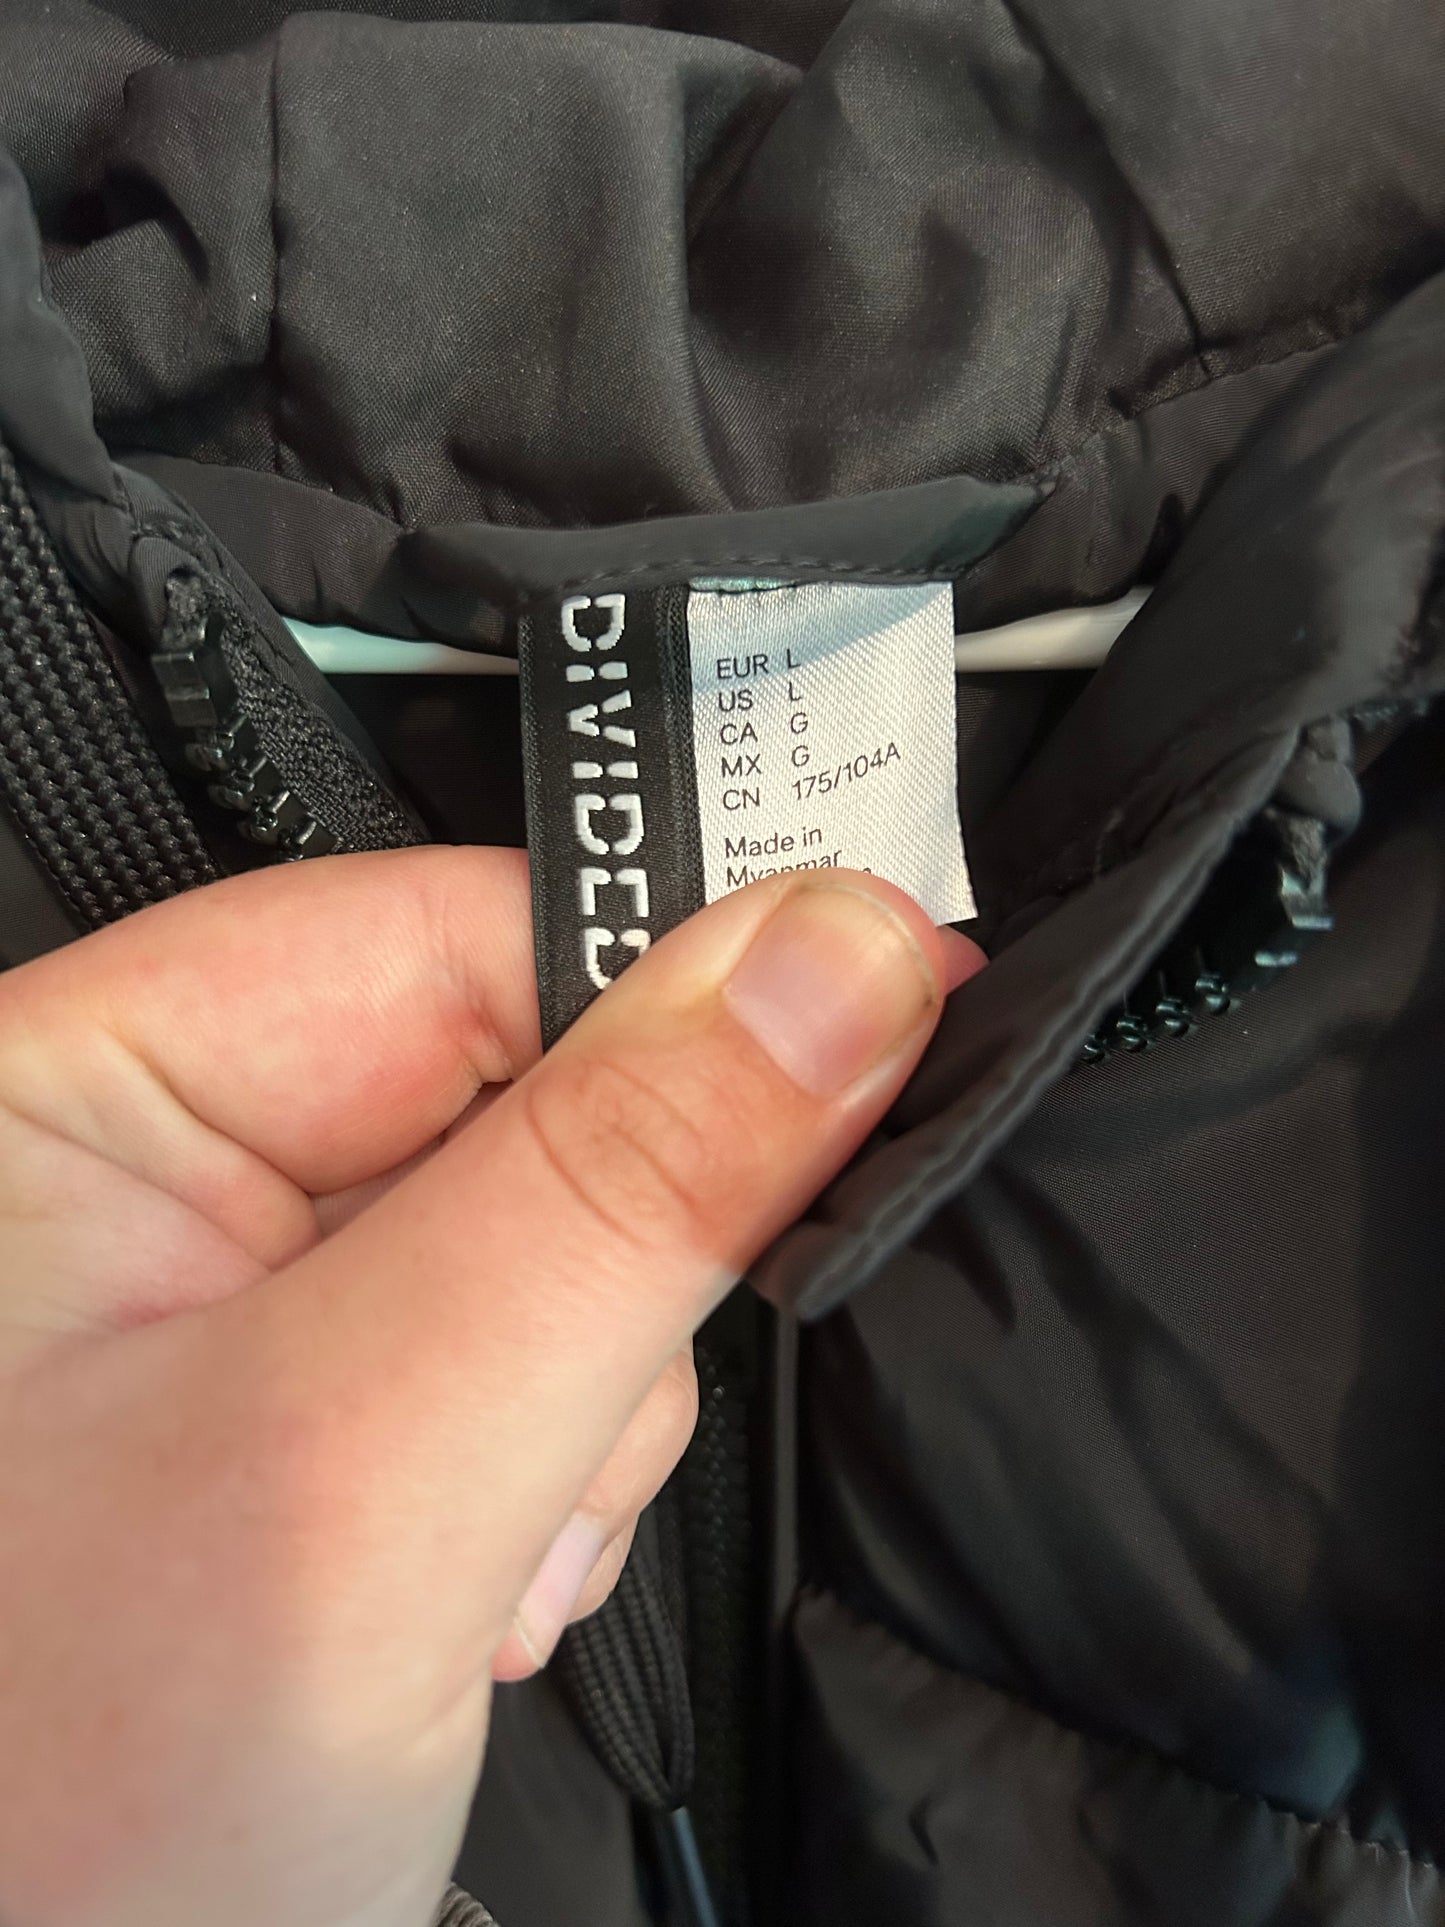 DIVIDED
EUR L
US L
CA G
MX G
CN 175/104A
Made in
Myanmar